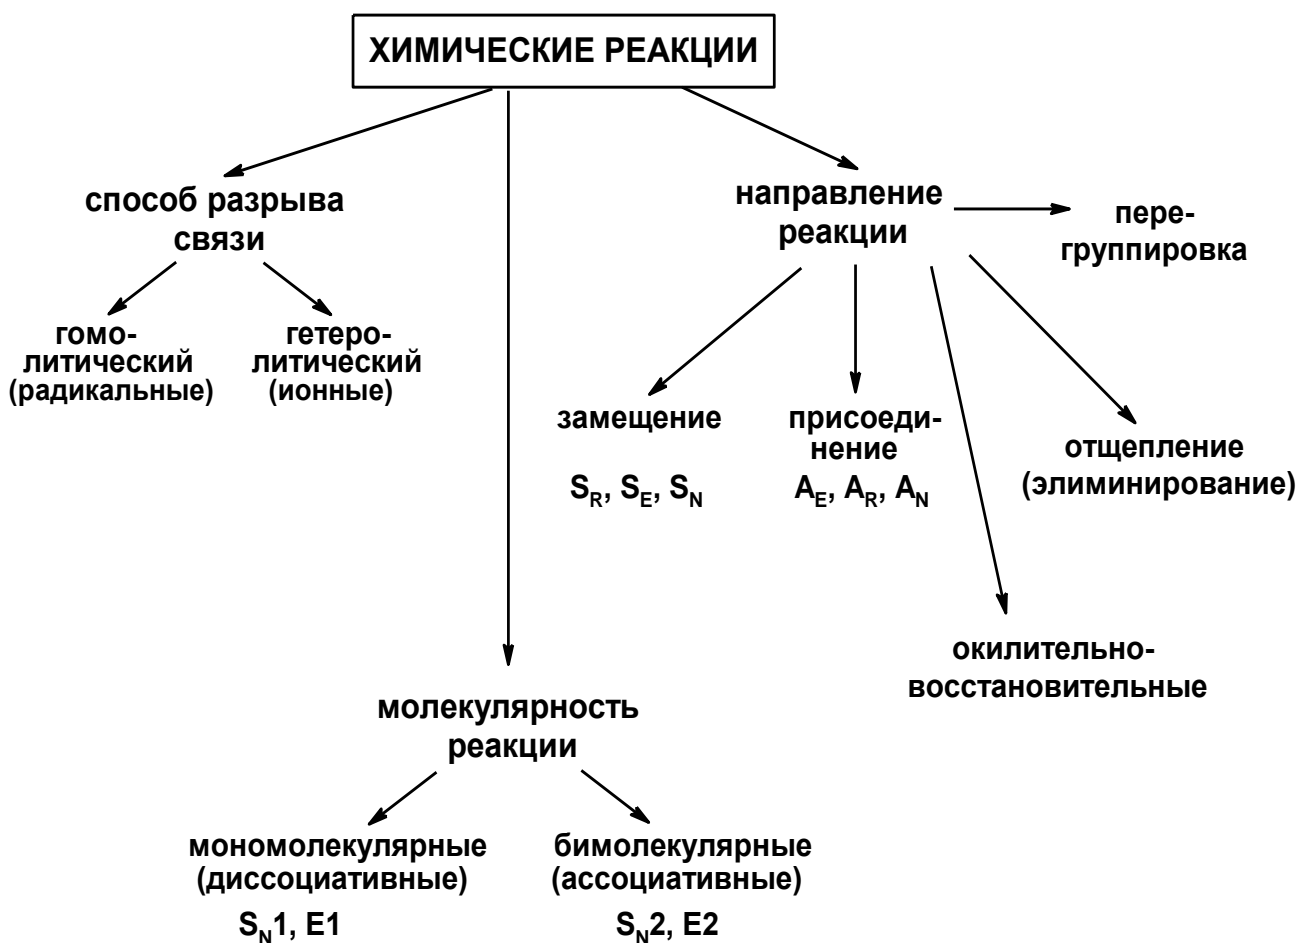 ХИМИЧЕСКИЕ РЕАКЦИИ
способ разрыва
связи
гомо-
литический
(радикальные)
гетеро-
литический
(ионные)
направление
реакции
пере-
группировка
замещение
S_R, S_E, S_N
присоеди-
нение
A_E, A_R, A_N
отщепление
(элиминирование)
окилительно-
восстановительные
молекулярность
реакции
мономолекулярные
(диссоциативные)
S_N1, E1
бимолекулярные
(ассоциативные)
S_N2, E2